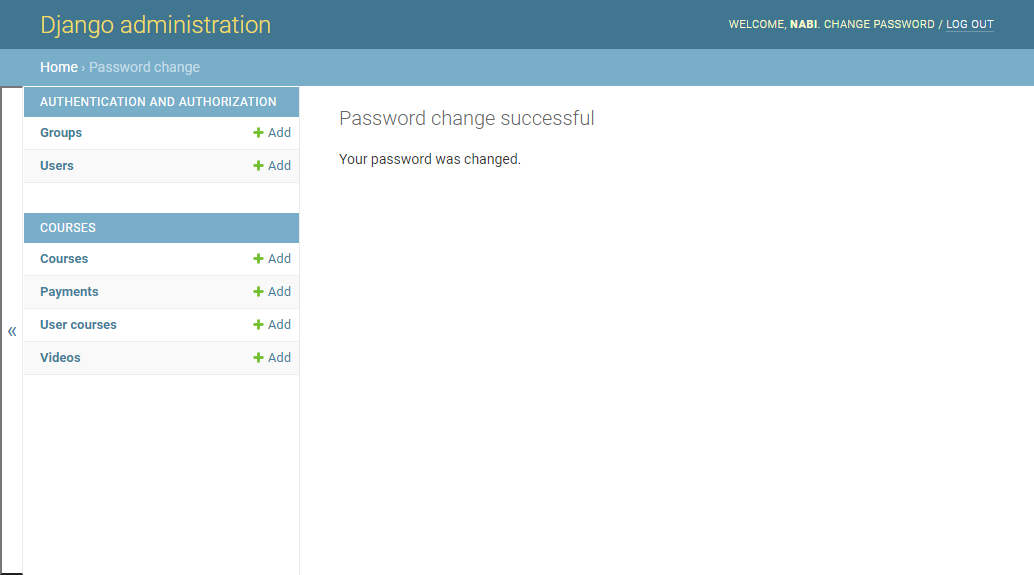 Django administration
WELCOME, NABI. CHANGE PASSWORD / LOG OUT
Home › Password change
AUTHENTICATION AND AUTHORIZATION
Groups + Add
Users + Add
COURSES
Courses + Add
Payments + Add
User courses + Add
Videos + Add
«
Password change successful
Your password was changed.